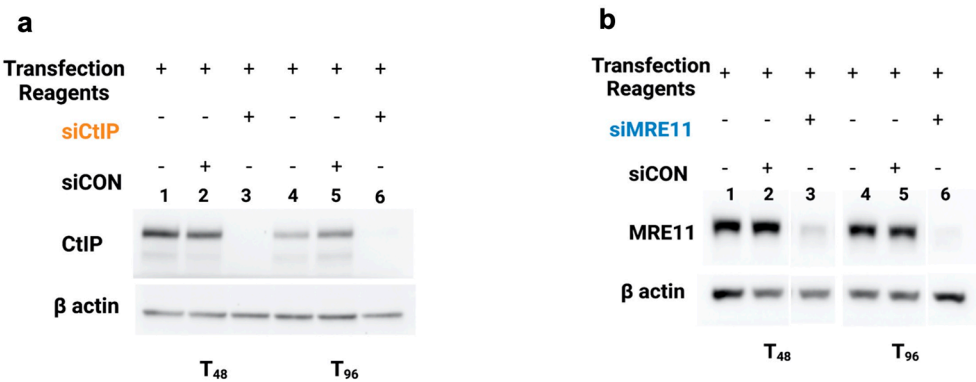 a
Transfection Reagents + + + + + +
siCtIP - - + - - +
siCON - + - - + -
1 2 3 4 5 6
CtIP
β actin
T48 T96
b
Transfection Reagents + + + + + +
siMRE11 - - + - - +
siCON - + - - + -
1 2 3 4 5 6
MRE11
β actin
T48 T96